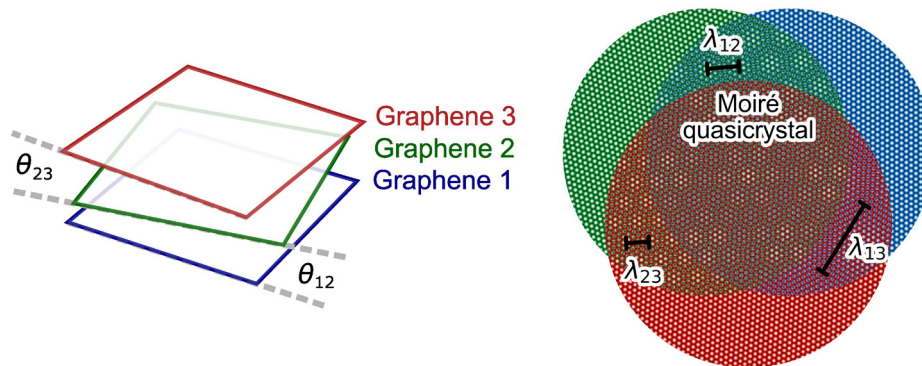 Graphene 3
Graphene 2
Graphene 1
θ₂₃
θ₁₂
λ₁₂
Moiré
quasicrystal
λ₂₃
λ₁₃